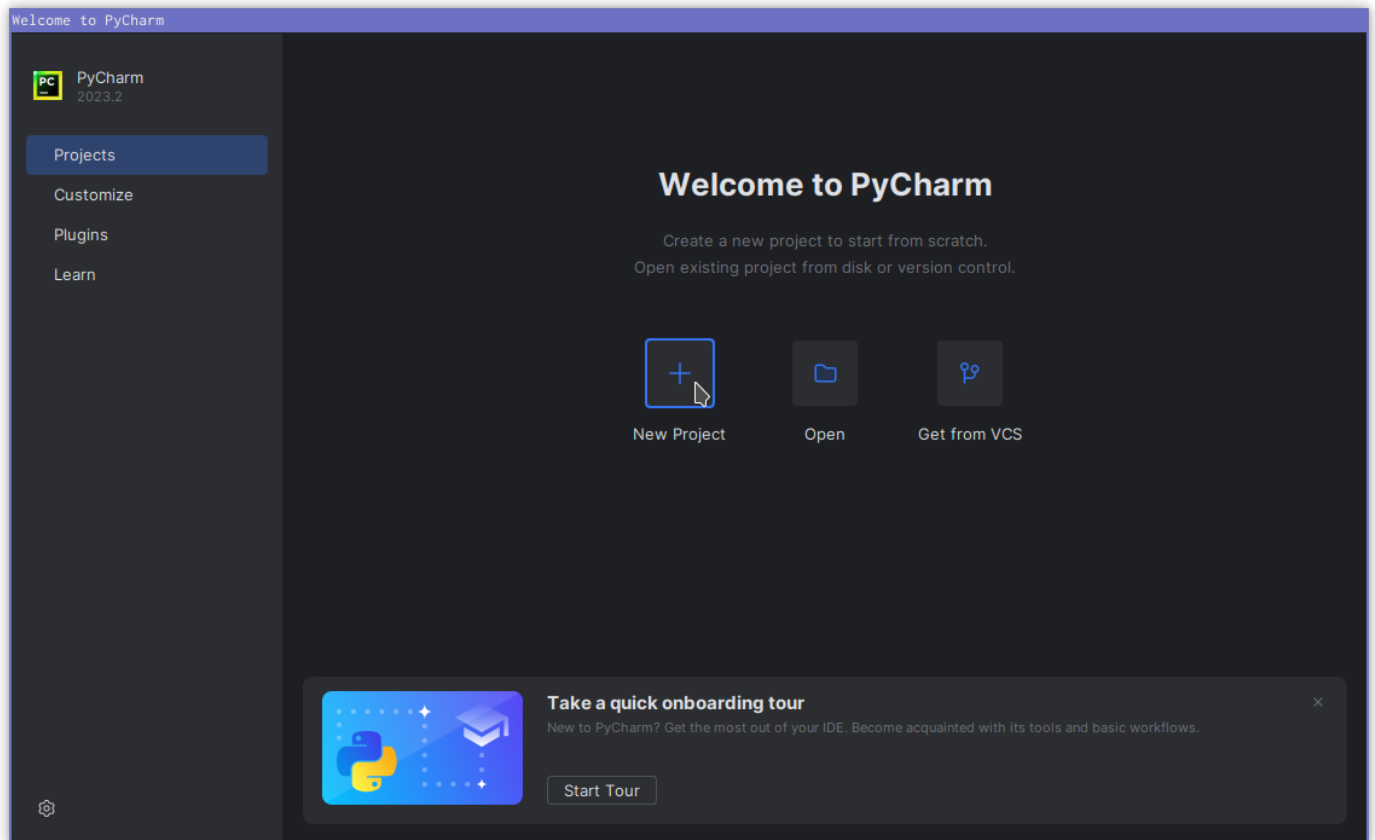 Welcome to PyCharm
PC
PyCharm
2023.2
Projects
Customize
Plugins
Learn
Welcome to PyCharm
Create a new project to start from scratch.
Open existing project from disk or version control.
New Project
Open
Get from VCS
Take a quick onboarding tour
New to PyCharm? Get the most out of your IDE. Become acquainted with its tools and basic workflows.
Start Tour